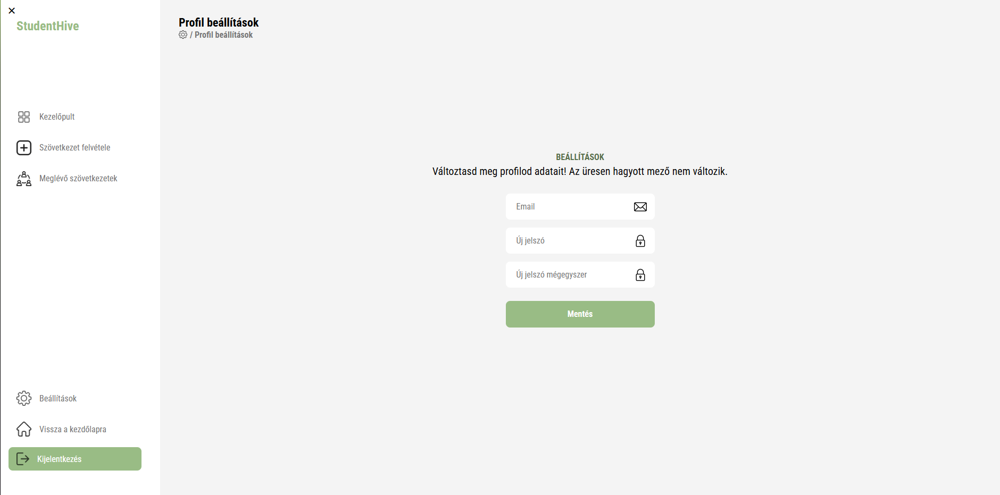 StudentHive
Kezelőpult
Szövetkezet felvétele
Meglévő szövetkezetek
Beállítások
Vissza a kezdőlapra
Kijelentkezés
Profil beállítások
/ Profil beállítások
BEÁLLÍTÁSOK
Változtasd meg profilod adatait! Az üresen hagyott mező nem változik.
Email
Új jelszó
Új jelszó mégegyszer
Mentés